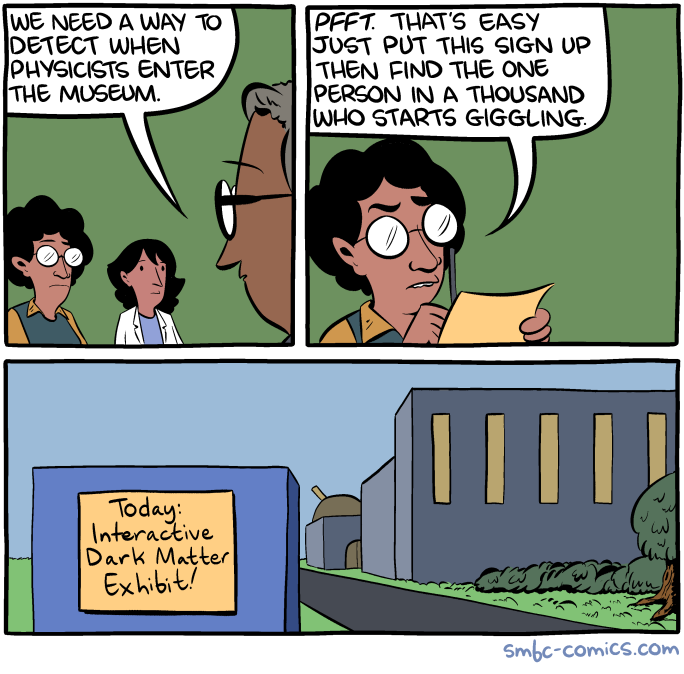 WE NEED A WAY TO
DETECT WHEN
PHYSICISTS ENTER
THE MUSEUM.
PFFT. THAT'S EASY
JUST PUT THIS SIGN UP
THEN FIND THE ONE
PERSON IN A THOUSAND
WHO STARTS GIGGLING.
Today:
Interactive
Dark Matter
Exhibit!
smbc-comics.com